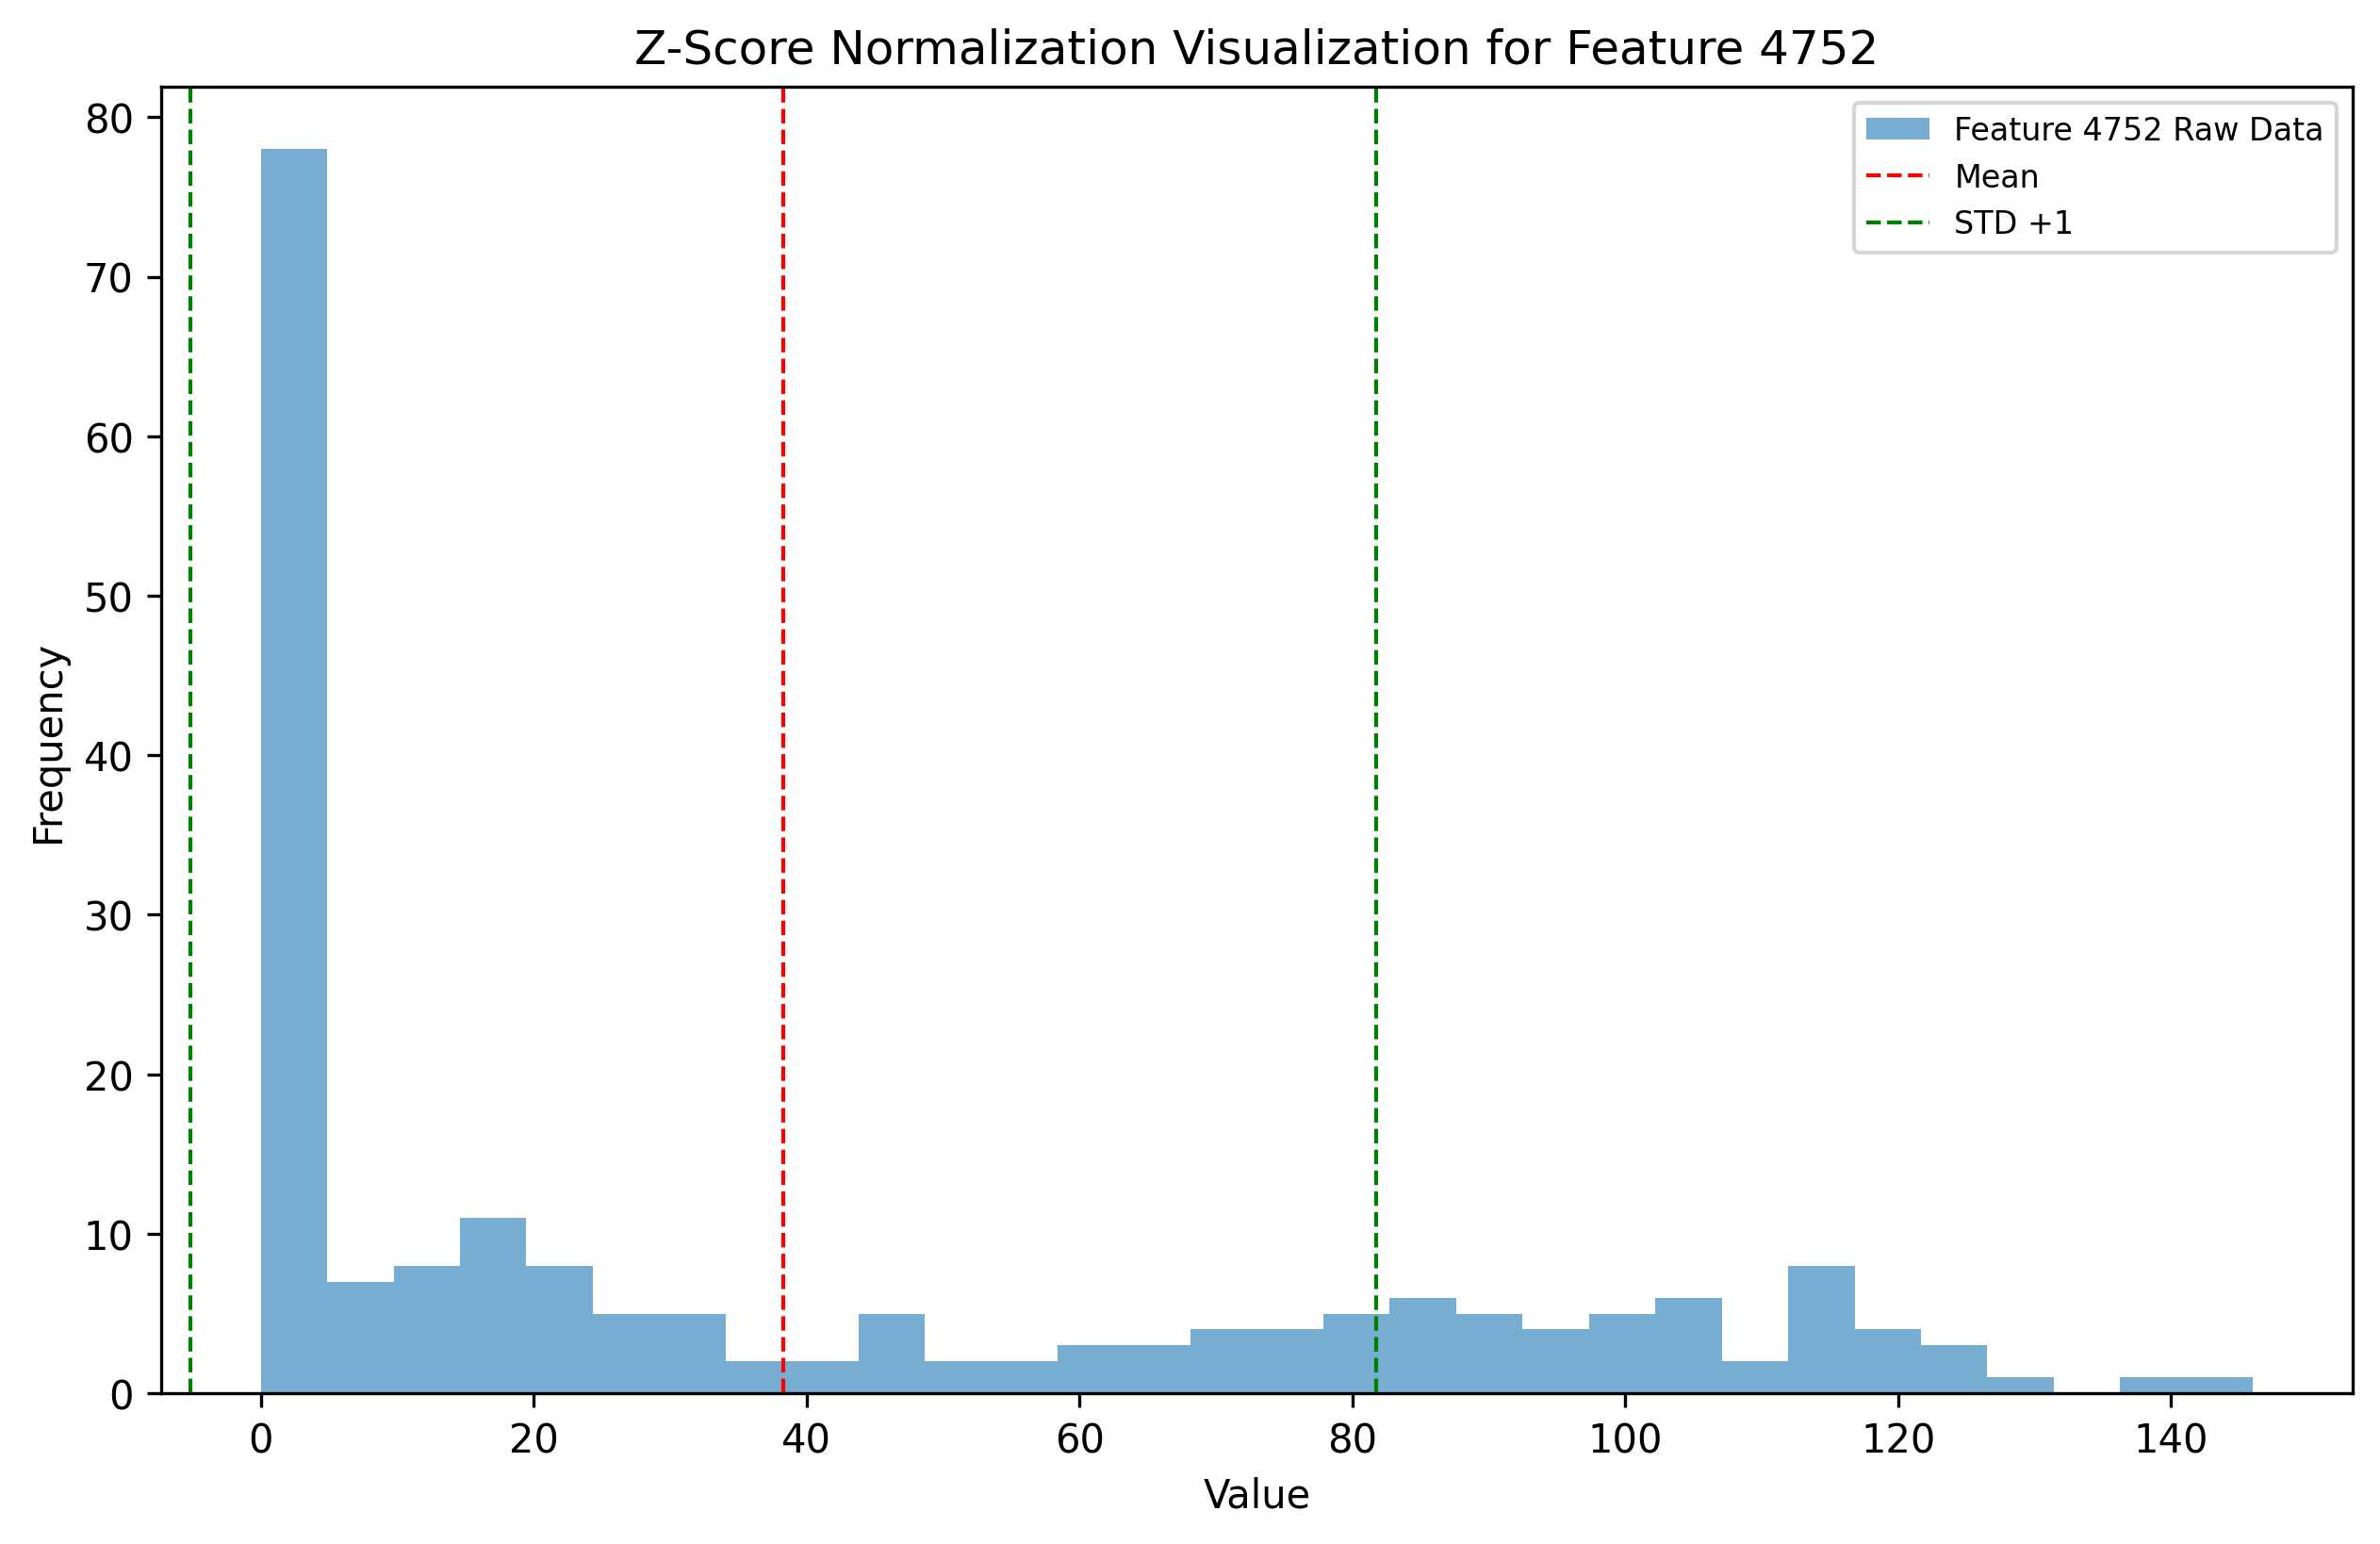 Z-Score Normalization Visualization for Feature 4752
Feature 4752 Raw Data
Mean
STD +1
80
70
60
50
40
30
20
10
0
Frequency
0 20 40 60 80 100 120 140
Value